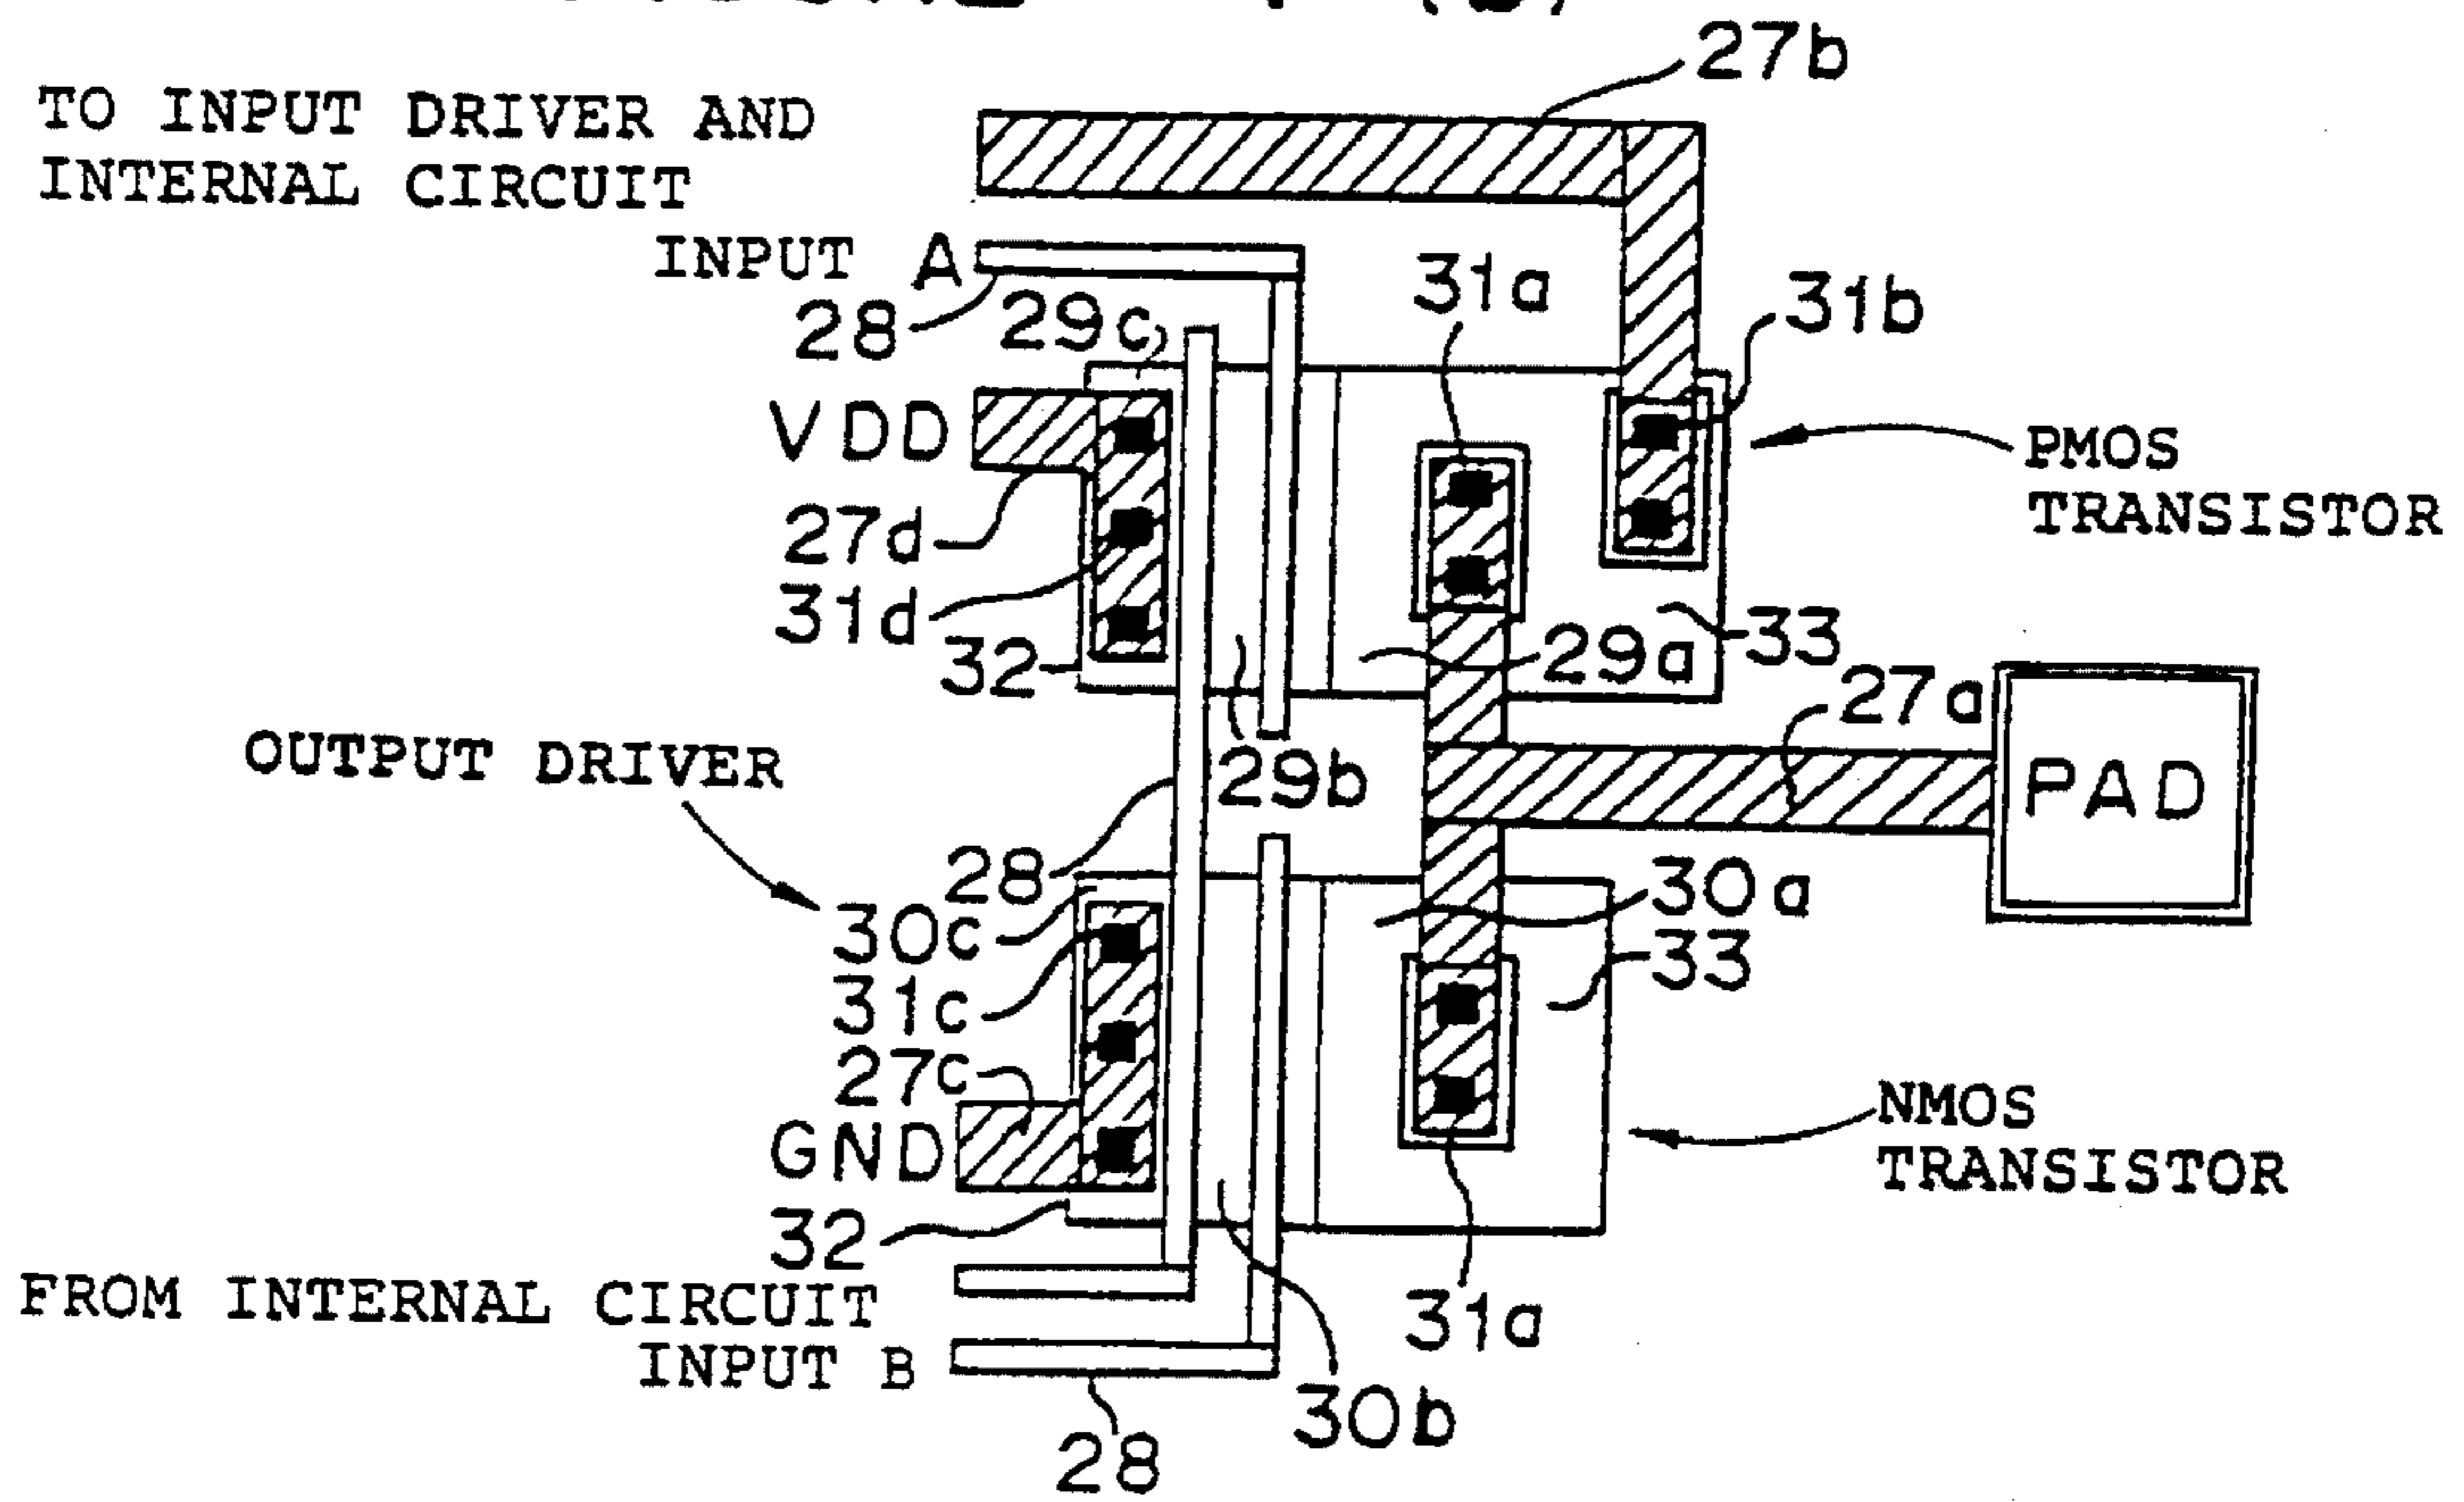 27b
TO INPUT DRIVER AND
INTERNAL CIRCUIT
INPUT A
31a
31b
28
29c
VDD
PMOS
TRANSISTOR
27d
31d
32
29a
33
27a
OUTPUT DRIVER
29b
PAD
28
30a
30c
33
31c
27c
NMOS
TRANSISTOR
GND
32
FROM INTERNAL CIRCUIT
31a
INPUT B
30b
28